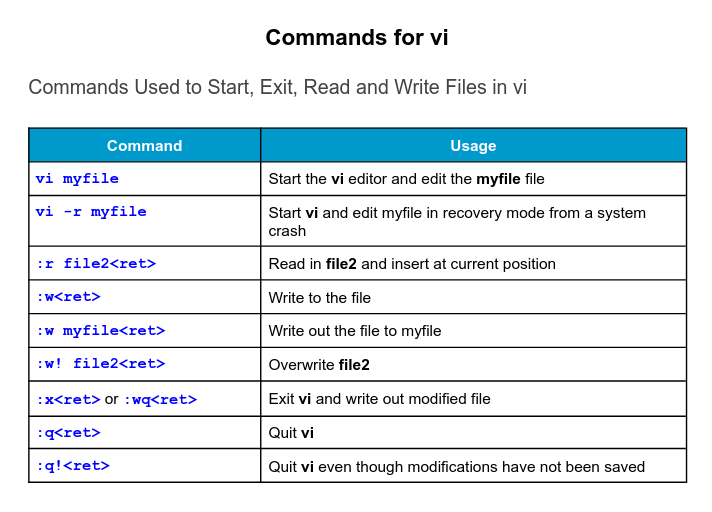 Commands for vi
Commands Used to Start, Exit, Read and Write Files in vi
Command Usage
vi myfile Start the vi editor and edit the myfile file
vi -r myfile Start vi and edit myfile in recovery mode from a system
crash
:r file2<ret> Read in file2 and insert at current position
:w<ret> Write to the file
:w myfile<ret> Write out the file to myfile
:w! file2<ret> Overwrite file2
:x<ret> or :wq<ret> Exit vi and write out modified file
:q<ret> Quit vi
:q!<ret> Quit vi even though modifications have not been saved